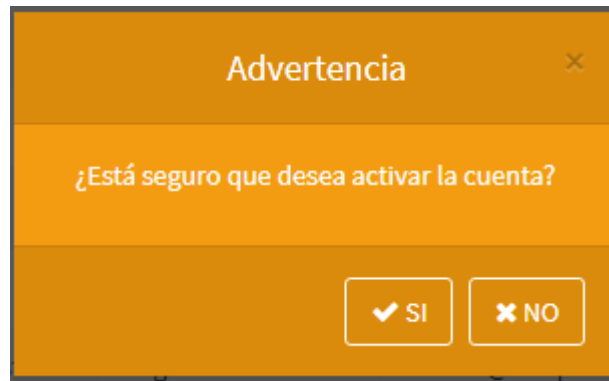 Advertencia
¿Está seguro que desea activar la cuenta?
SI
NO